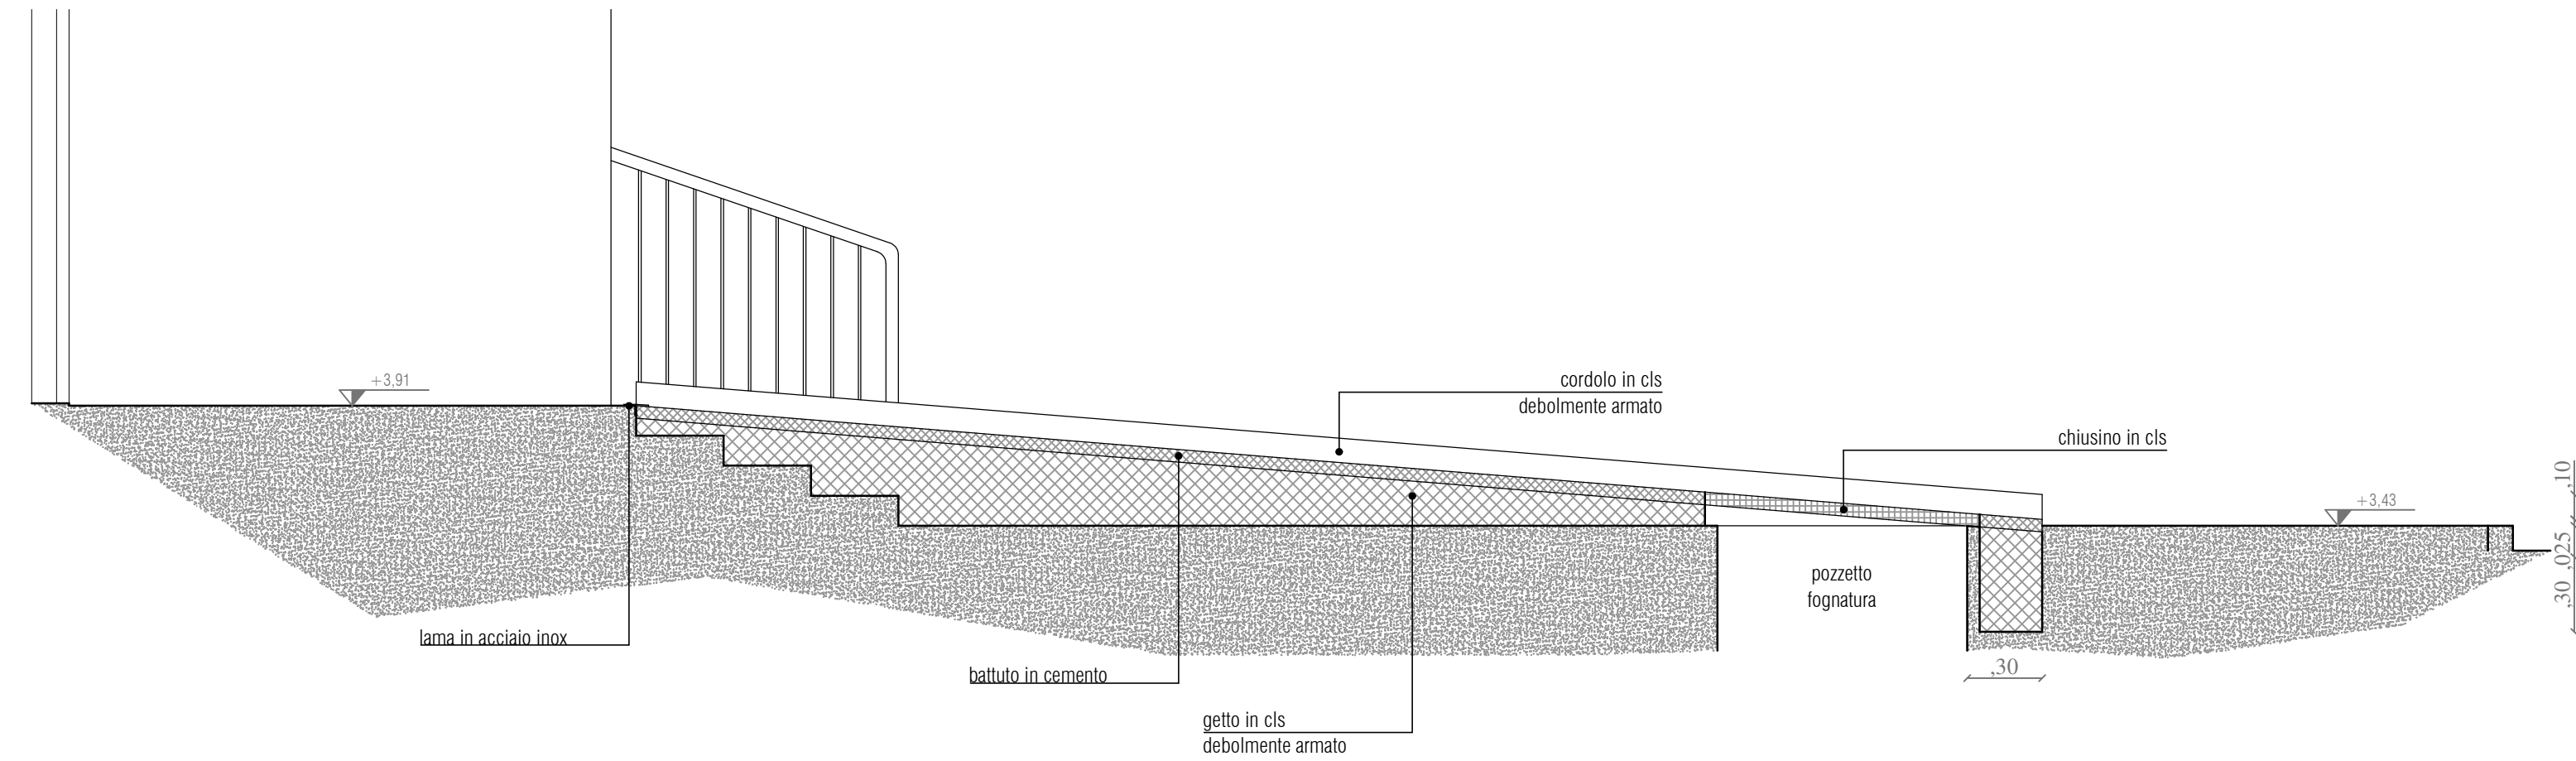 +3,91
cordolo in cls
debolmente armato
chiusino in cls
+3,43
,10
,025
,30
pozzetto
fognatura
lama in acciaio inox
battuto in cemento
,30
getto in cls
debolmente armato